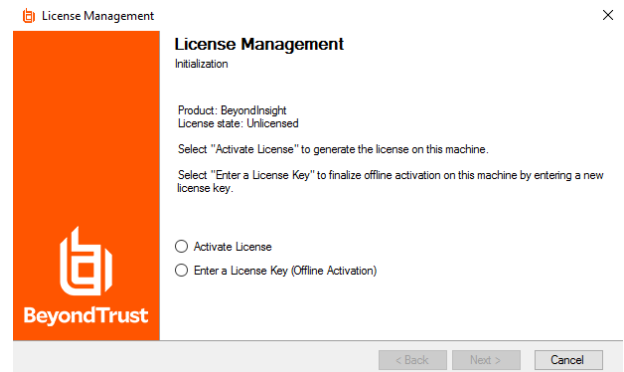 License Management
License Management
Initialization
Product: BeyondInsight
License state: Unlicensed
Select "Activate License" to generate the license on this machine.
Select "Enter a License Key" to finalize offline activation on this machine by entering a new
license key.
Activate License
Enter a License Key (Offline Activation)
BeyondTrust
< Back
Next >
Cancel